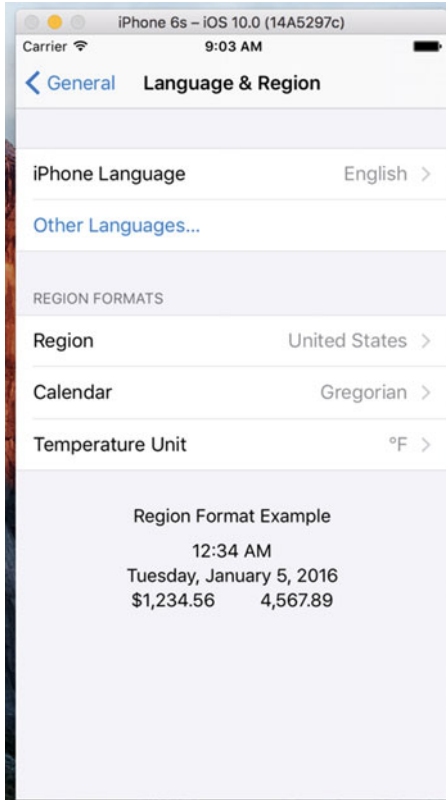 iPhone 6s – iOS 10.0 (14A5297c)
Carrier 9:03 AM
General Language & Region
iPhone Language English
Other Languages...
REGION FORMATS
Region United States
Calendar Gregorian
Temperature Unit °F
Region Format Example
12:34 AM
Tuesday, January 5, 2016
$1,234.56 4,567.89